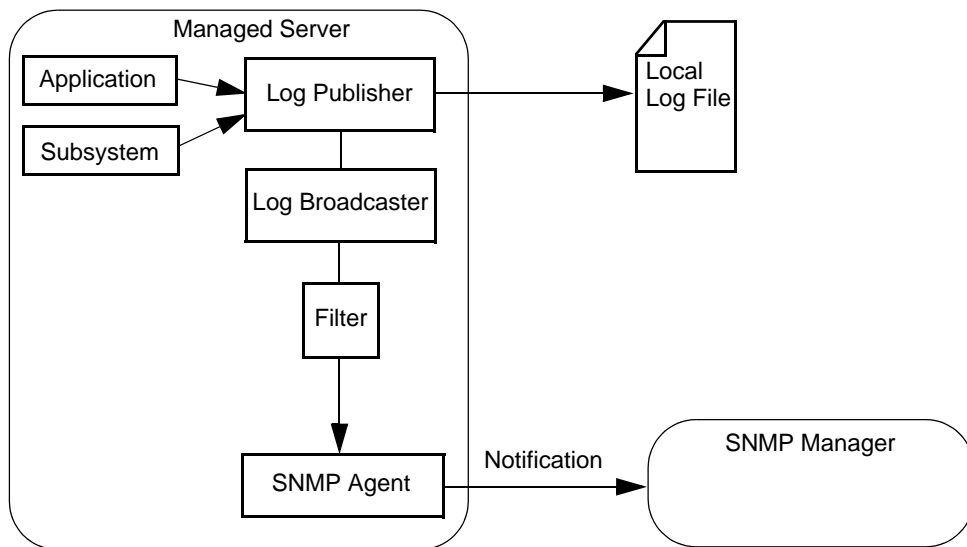 Managed Server
Application
Log Publisher
Local
Log File
Subsystem
Log Broadcaster
Filter
SNMP Agent
Notification
SNMP Manager